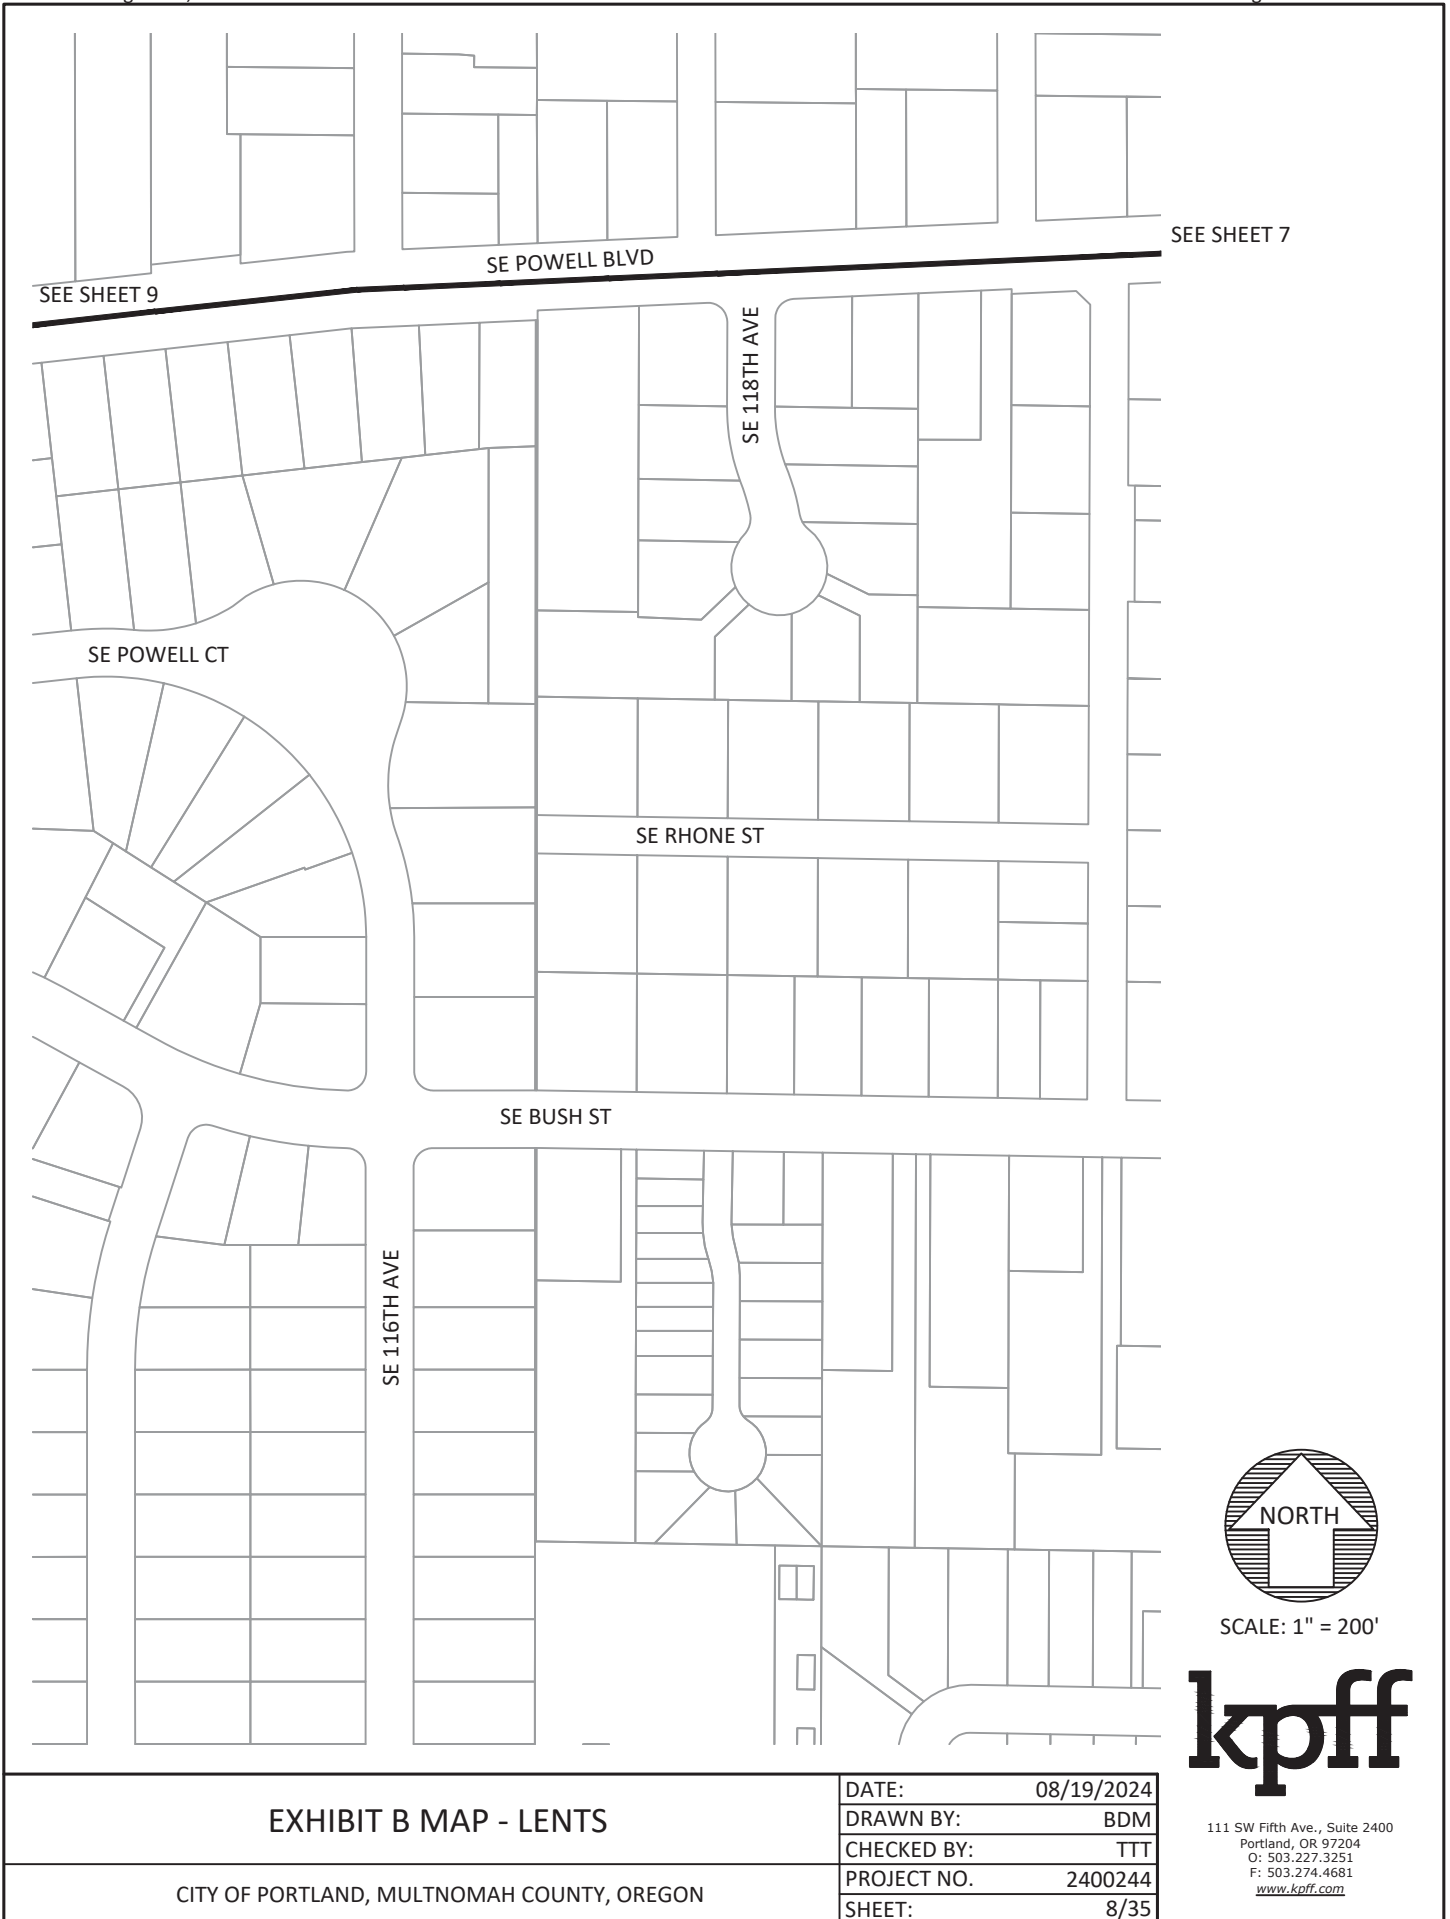 SEE SHEET 7
SE POWELL BLVD
SEE SHEET 9
SE 118TH AVE
SE POWELL CT
SE RHONE ST
SE BUSH ST
SE 116TH AVE
NORTH
SCALE: 1" = 200'
kpff
111 SW Fifth Ave., Suite 2400
Portland, OR 97204
O: 503.227.3251
F: 503.274.4681
www.kpff.com
EXHIBIT B MAP - LENTS
CITY OF PORTLAND, MULTNOMAH COUNTY, OREGON
DATE: 08/19/2024
DRAWN BY: BDM
CHECKED BY: TTT
PROJECT NO. 2400244
SHEET: 8/35